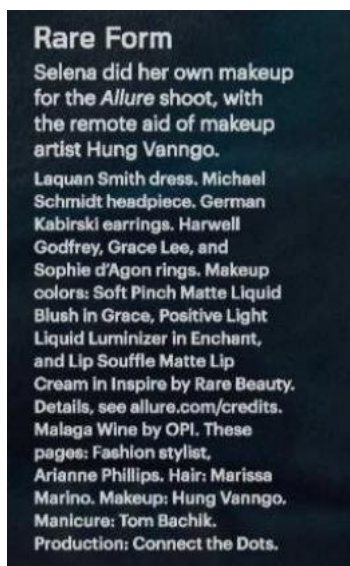 Rare Form
Selena did her own makeup
for the Allure shoot, with
the remote aid of makeup
artist Hung Vanngo.
Laquan Smith dress. Michael
Schmidt headpiece. German
Kabirski earrings. Harwell
Godfrey, Grace Lee, and
Sophie d'Agon rings. Makeup
colors: Soft Pinch Matte Liquid
Blush in Grace, Positive Light
Liquid Luminizer in Enchant,
and Lip Souffle Matte Lip
Cream in Inspire by Rare Beauty.
Details, see allure.com/credits.
Malaga Wine by OPI. These
pages: Fashion stylist,
Arianne Phillips. Hair: Marissa
Marino. Makeup: Hung Vanngo.
Manicure: Tom Bachik.
Production: Connect the Dots.